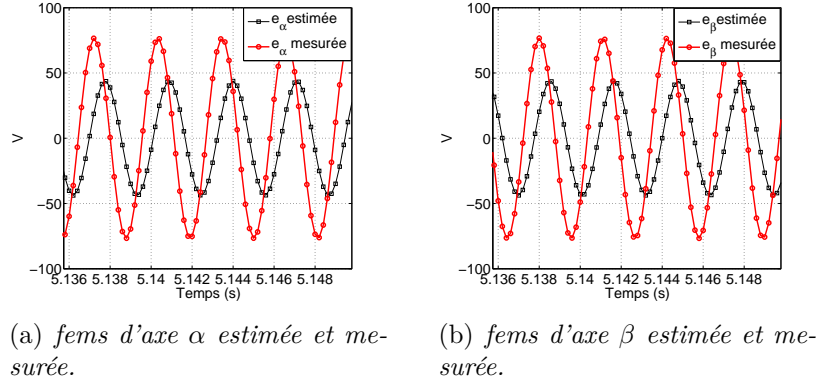 100
50
0
−50
−100
V
5.136 5.138 5.14 5.142 5.144 5.146 5.148
Temps (s)
eα estimée
eα mesurée
100
50
0
−50
−100
V
5.136 5.138 5.14 5.142 5.144 5.146 5.148
Temps (s)
eβ estimée
eβ mesurée
(a) fems d'axe α estimée et me-
surée.
(b) fems d'axe β estimée et me-
surée.